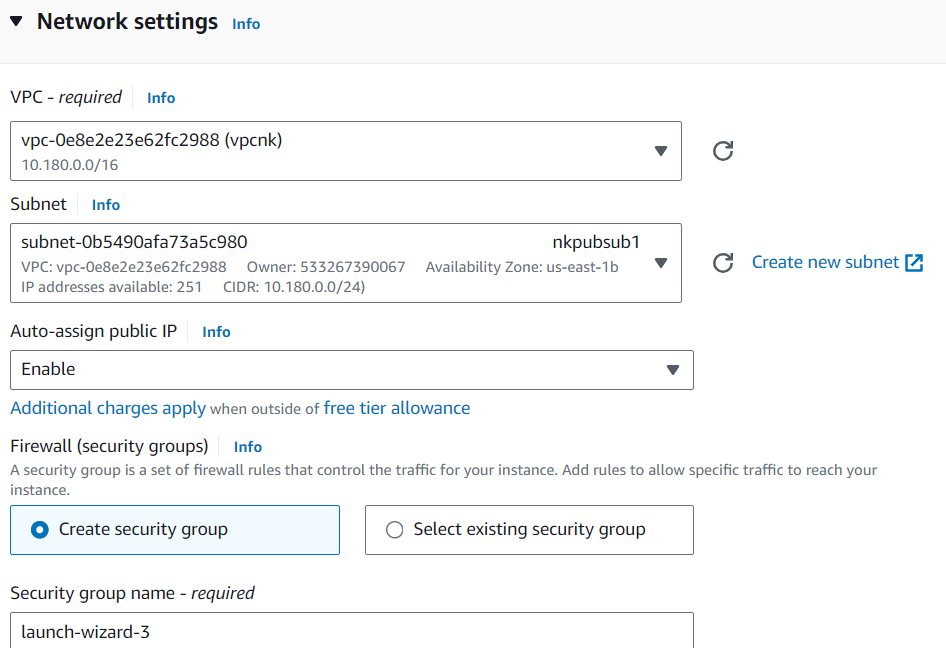 Network settings Info
VPC - required Info
vpc-0e8e2e23e62fc2988 (vpcnk)
10.180.0.0/16
Subnet Info
subnet-0b5490afa73a5c980 nkpubsub1
VPC: vpc-0e8e2e23e62fc2988 Owner: 533267390067 Availability Zone: us-east-1b
IP addresses available: 251 CIDR: 10.180.0.0/24)
Create new subnet
Auto-assign public IP Info
Enable
Additional charges apply when outside of free tier allowance
Firewall (security groups) Info
A security group is a set of firewall rules that control the traffic for your instance. Add rules to allow specific traffic to reach your
instance.
Create security group Select existing security group
Security group name - required
launch-wizard-3